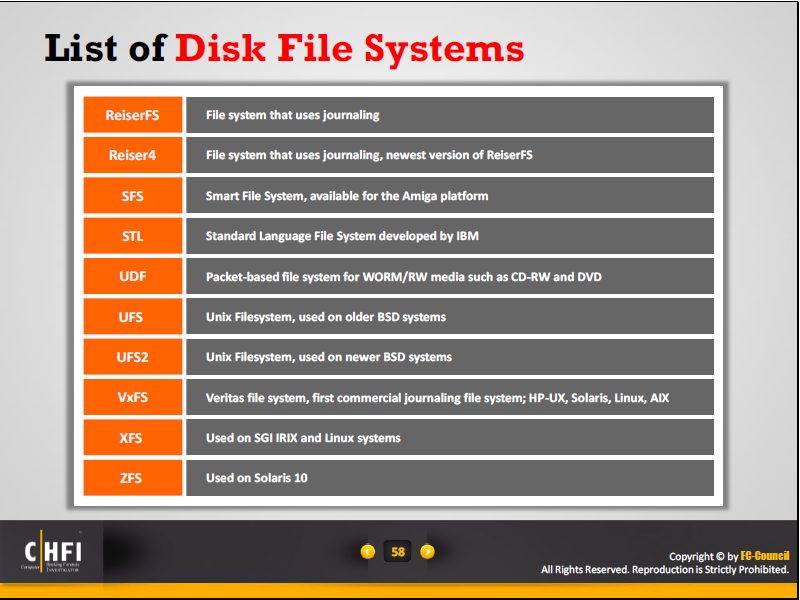 List of Disk File Systems
ReiserFS File system that uses journaling
Reiser4 File system that uses journaling, newest version of ReiserFS
SFS Smart File System, available for the Amiga platform
STL Standard Language File System developed by IBM
UDF Packet-based file system for WORM/RW media such as CD-RW and DVD
UFS Unix Filesystem, used on older BSD systems
UFS2 Unix Filesystem, used on newer BSD systems
VxFS Veritas file system, first commercial journaling file system; HP-UX, Solaris, Linux, AIX
XFS Used on SGI IRIX and Linux systems
ZFS Used on Solaris 10
CHFI
Computer Hacking Forensic
INVESTIGATOR
58
Copyright © by EC-Council
All Rights Reserved. Reproduction is Strictly Prohibited.